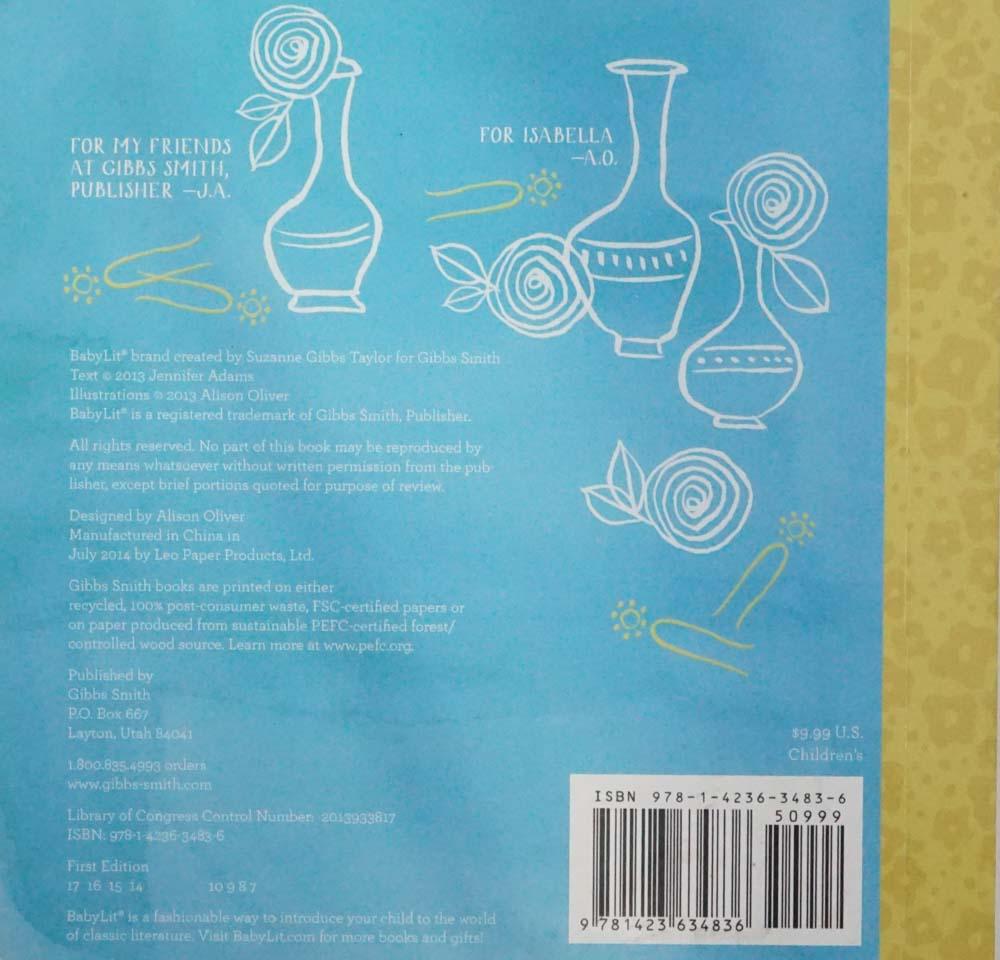 FOR MY FRIENDS
AT GIBBS SMITH,
PUBLISHER —J.A.
FOR ISABELLA
—A.O.
BabyLit® brand created by Suzanne Gibbs Taylor for Gibbs Smith
Text © 2013 Jennifer Adams
Illustrations © 2013 Alison Oliver
BabyLit® is a registered trademark of Gibbs Smith, Publisher.
All rights reserved. No part of this book may be reproduced by
any means whatsoever without written permission from the pub-
lisher, except brief portions quoted for purpose of review.
Designed by Alison Oliver
Manufactured in China in
July 2014 by Leo Paper Products, Ltd.
Gibbs Smith books are printed on either
recycled, 100% post-consumer waste, FSC-certified papers or
on paper produced from sustainable PEFC-certified forest/
controlled wood source. Learn more at www.pefc.org.
Published by
Gibbs Smith
P.O. Box 667
Layton, Utah 84041
1.800.835.4993 orders
www.gibbs-smith.com
Library of Congress Control Number: 2013933817
ISBN: 978-1-4236-3483-6
First Edition
17 16 15 14 10 9 8 7
BabyLit® is a fashionable way to introduce your child to the world
of classic literature. Visit BabyLit.com for more books and gifts!
$9.99 U.S.
Children's
ISBN 978-1-4236-3483-6
50999
9 781423 634836